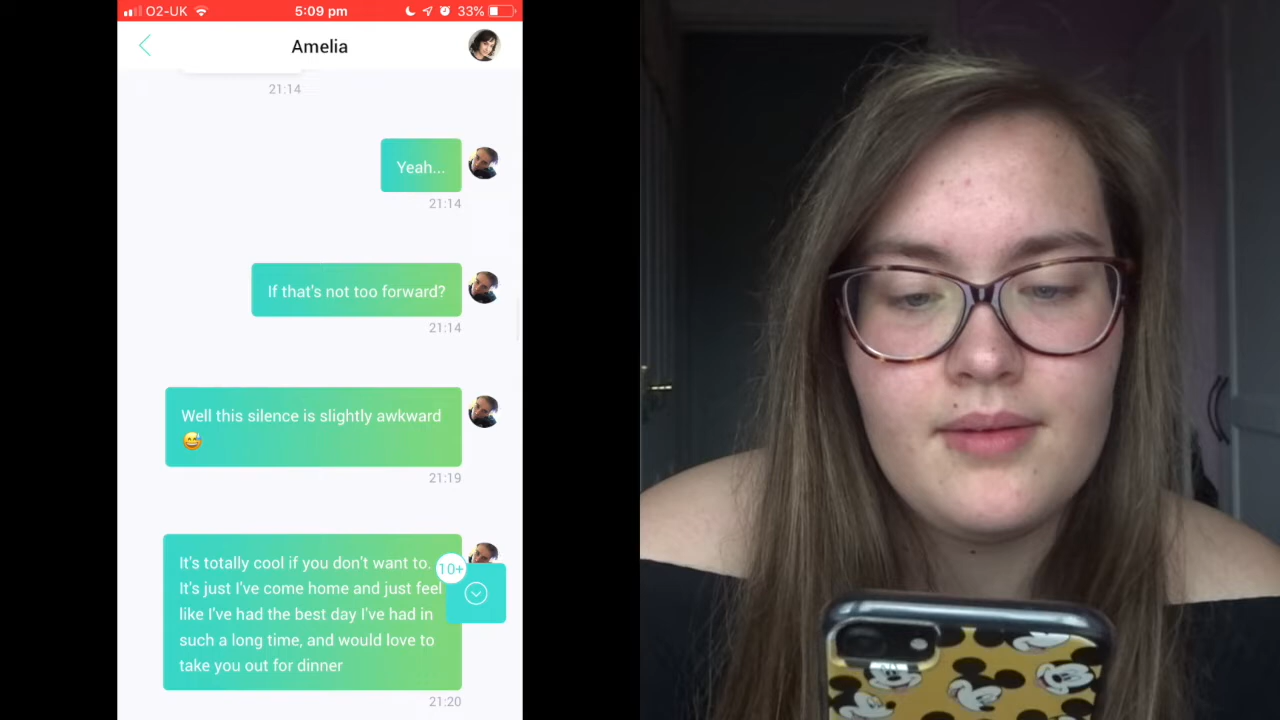 O2-UK 5:09 pm 33%
Amelia
21:14
Yeah...
21:14
If that's not too forward?
21:14
Well this silence is slightly awkward
😅
21:19
It's totally cool if you don't want to.
It's just I've come home and just feel
like I've had the best day I've had in
such a long time, and would love to
take you out for dinner
10+
21:20